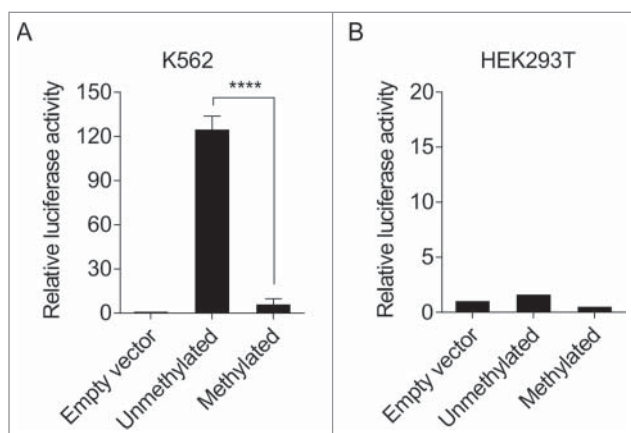 A
K562
Relative luciferase activity
150
120
90
60
30
0
****
Empty vector
Unmethylated
Methylated
B
HEK293T
Relative luciferase activity
20
15
10
5
0
Empty vector
Unmethylated
Methylated